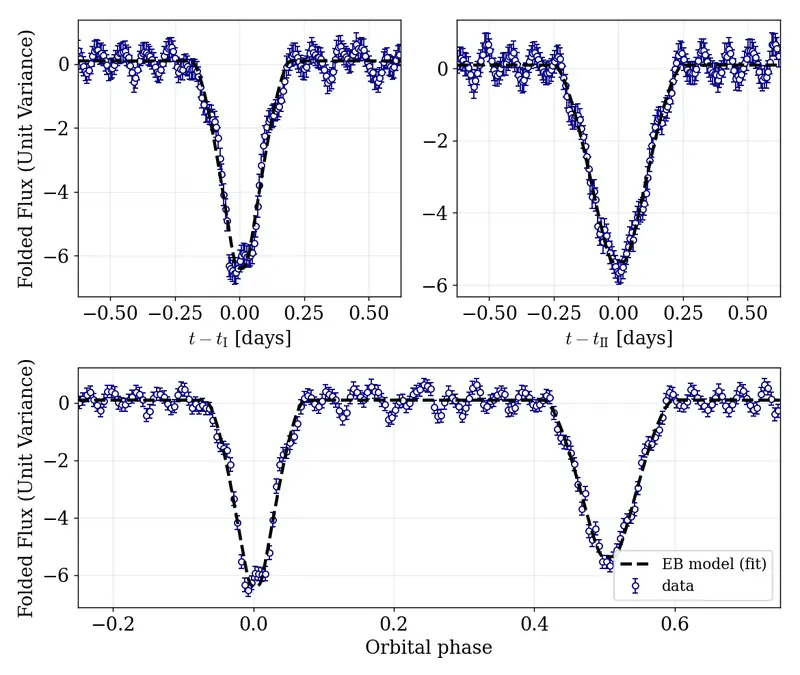 Folded Flux (Unit Variance)
0
−2
−4
−6
−0.50 −0.25 0.00 0.25 0.50
t − tI [days]
0
−2
−4
−6
−0.50 −0.25 0.00 0.25 0.50
t − tII [days]
Folded Flux (Unit Variance)
0
−2
−4
−6
−0.2 0.0 0.2 0.4 0.6
Orbital phase
EB model (fit)
data